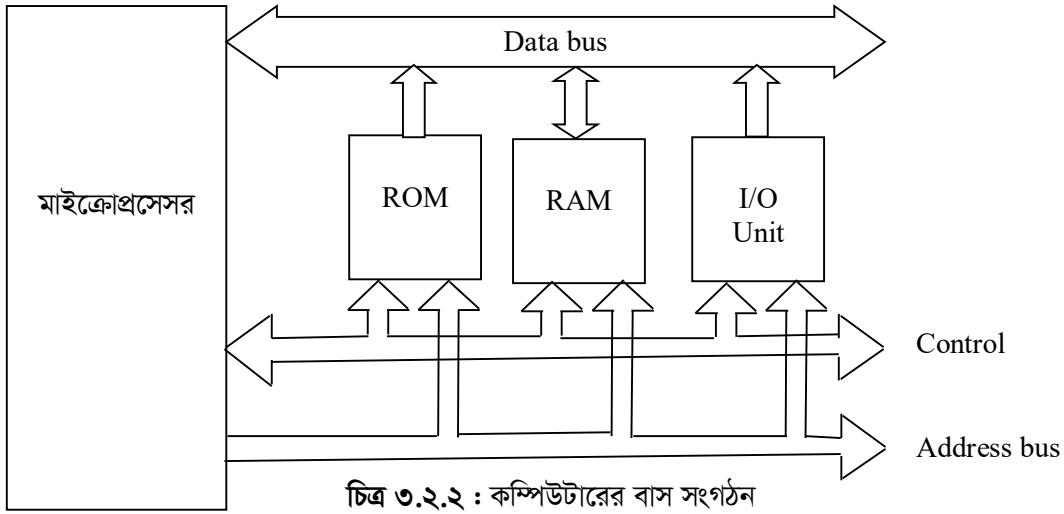 Data bus
মাইক্রোপ্রসেসর
ROM
RAM
I/O
Unit
Control
Address bus
চিত্র ৩.২.২ : কম্পিউটারের বাস সংগঠন